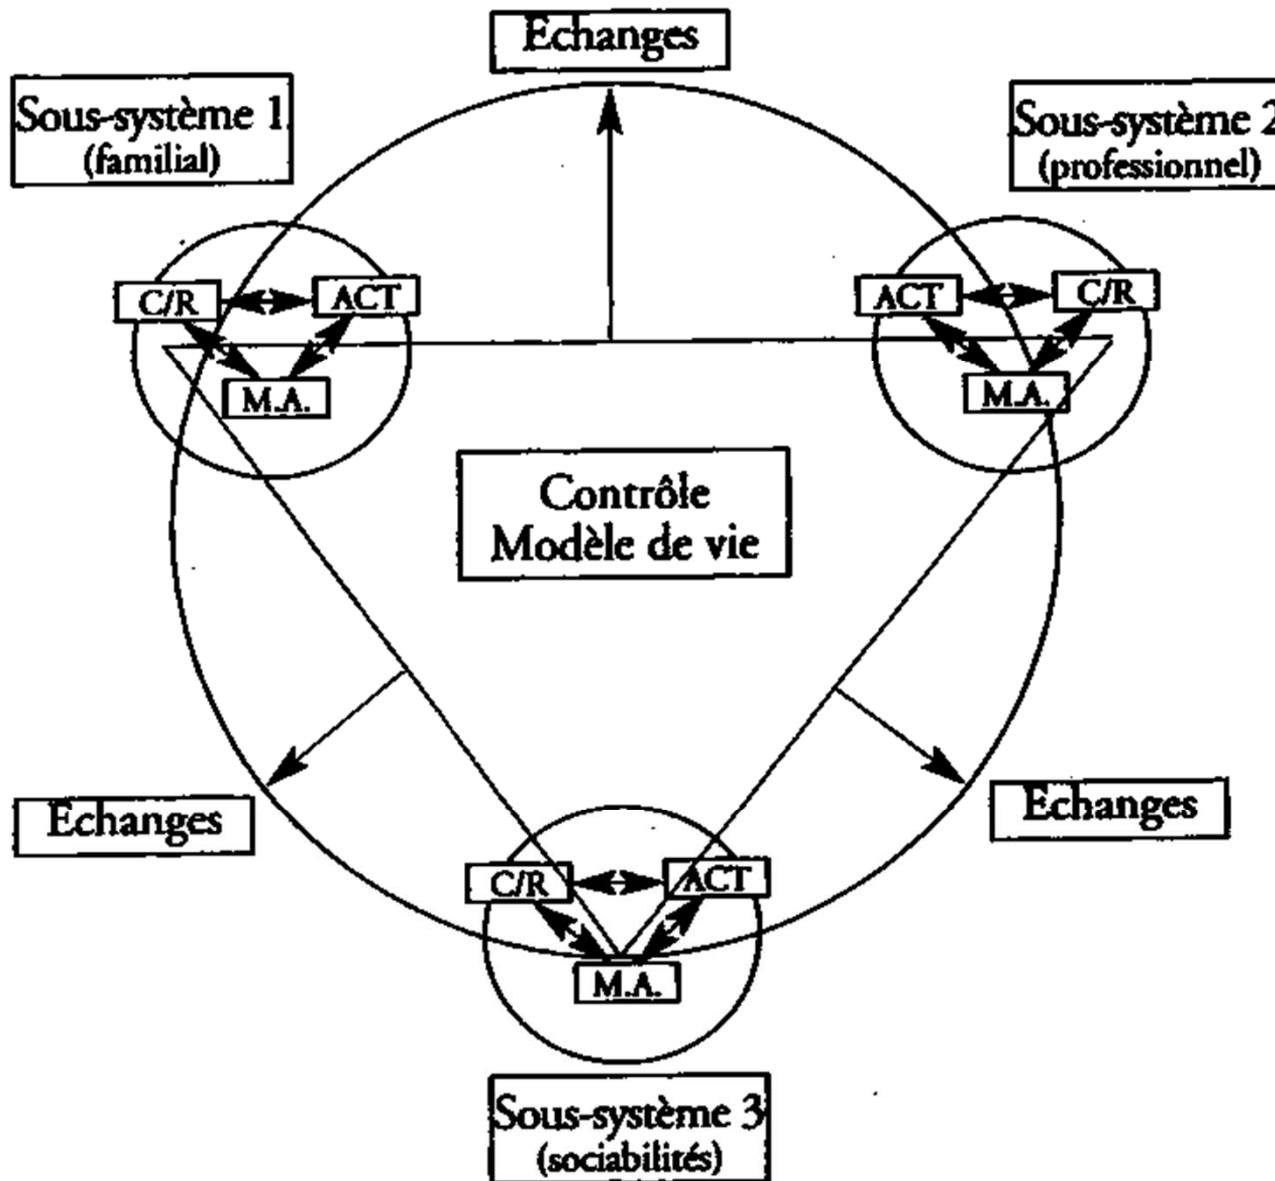 Echanges
Sous-système 1
(familial)
Sous-système 2
(professionnel)
C/R
ACT
M.A.
ACT
C/R
M.A.
Contrôle
Modèle de vie
Echanges
Echanges
C/R
ACT
M.A.
Sous-système 3
(sociabilités)